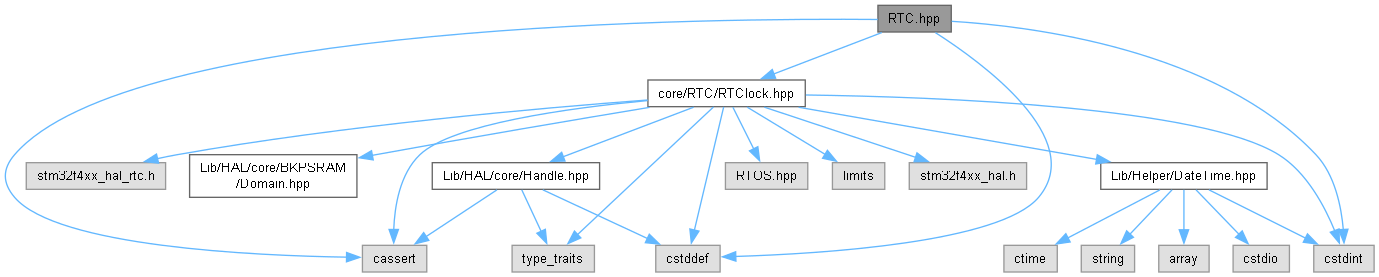 RTC.hpp
core/RTC/RTClock.hpp
stm32f4xx_hal_rtc.h
Lib/HAL/core/BKPSRAM
/Domain.hpp
Lib/HAL/core/Handle.hpp
RTOS.hpp
limits
stm32f4xx_hal.h
Lib/Helper/DateTime.hpp
cassert
type_traits
cstddef
ctime
string
array
cstdio
cstdint